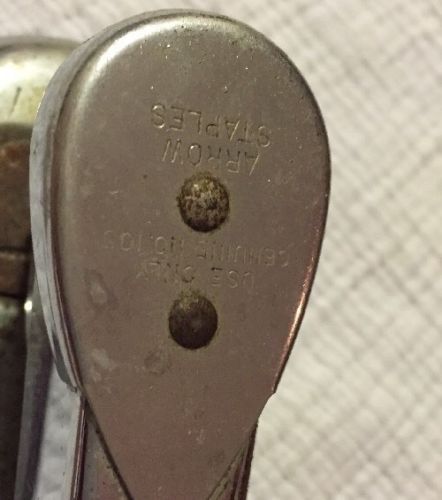 USE ONLY
GENUINE NO. 105
ARROW
STAPLES